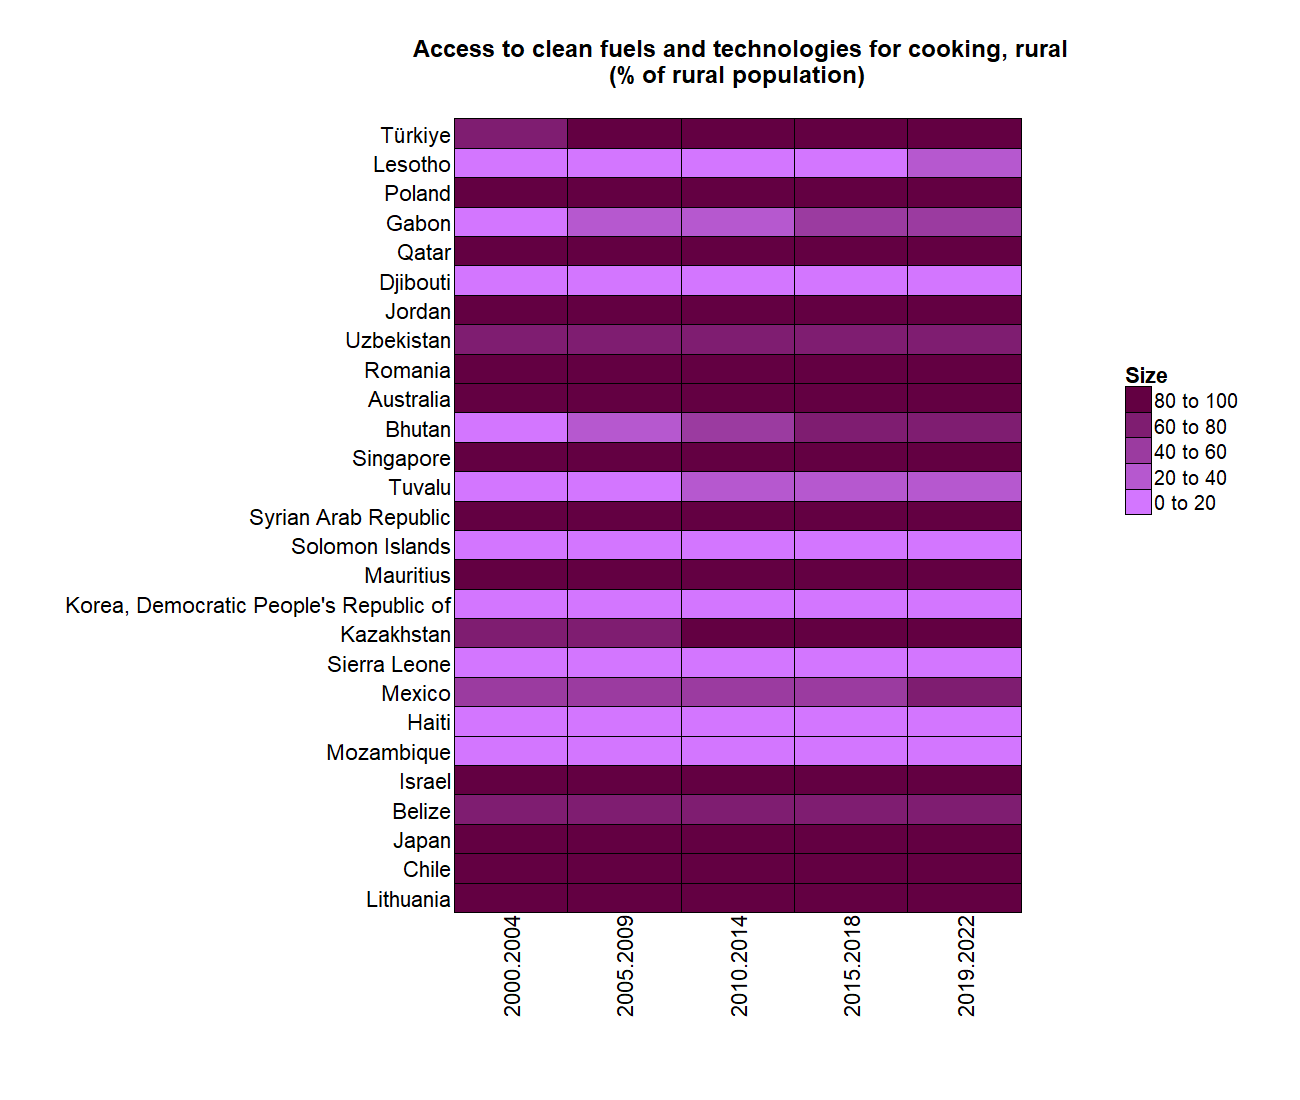 Access to clean fuels and technologies for cooking, rural
(% of rural population)
Türkiye
Lesotho
Poland
Gabon
Qatar
Djibouti
Jordan
Uzbekistan
Romania
Australia
Bhutan
Singapore
Tuvalu
Syrian Arab Republic
Solomon Islands
Mauritius
Korea, Democratic People's Republic of
Kazakhstan
Sierra Leone
Mexico
Haiti
Mozambique
Israel
Belize
Japan
Chile
Lithuania
2000.2004
2005.2009
2010.2014
2015.2018
2019.2022
Size
80 to 100
60 to 80
40 to 60
20 to 40
0 to 20